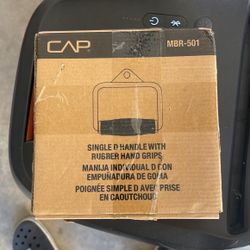 CAP
MBR-501
SINGLE D HANDLE WITH
RUBBER HAND GRIPS
MANIJA INDIVIDUAL D CON
EMPUÑADURA DE GOMA
POIGNÉE SIMPLE D AVEC PRISE
EN CAOUTCHOUC